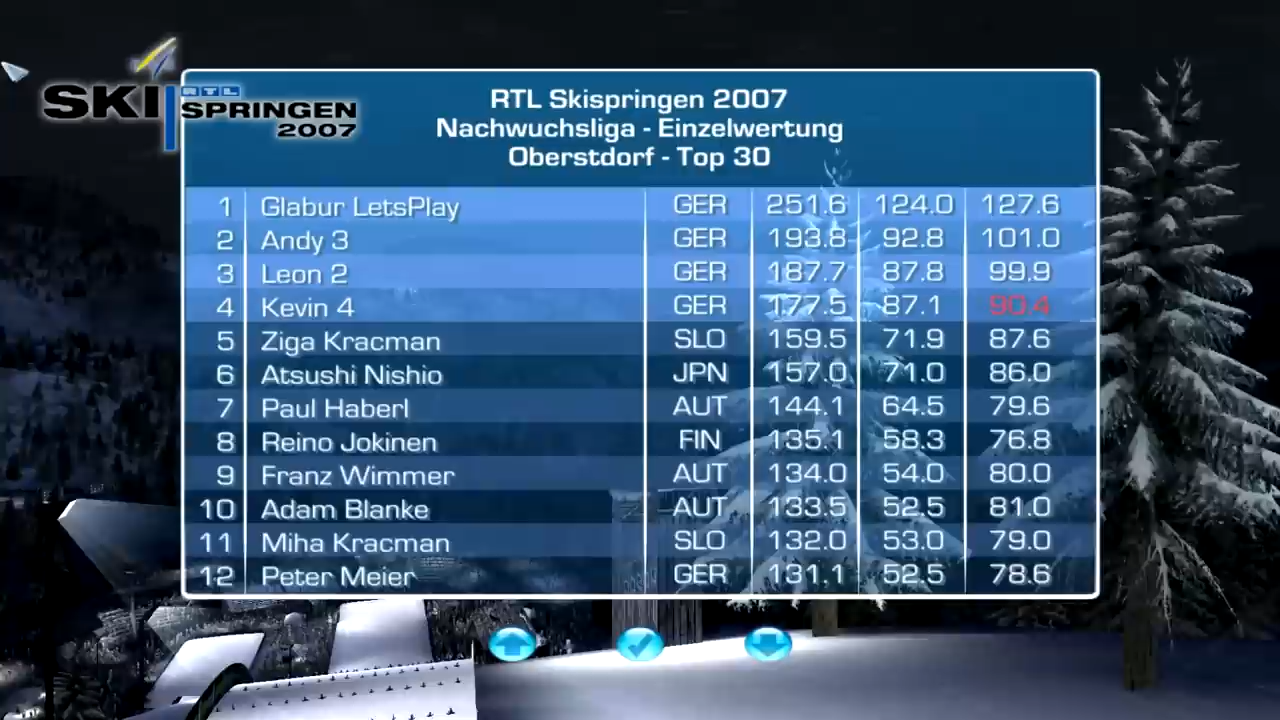 SKI RTL SPRINGEN 2007
RTL Skispringen 2007
Nachwuchsliga - Einzelwertung
Oberstdorf - Top 30
1 Glabur LetsPlay GER 251.6 124.0 127.6
2 Andy 3 GER 193.8 92.8 101.0
3 Leon 2 GER 187.7 87.8 99.9
4 Kevin 4 GER 177.5 87.1 90.4
5 Ziga Kracman SLO 159.5 71.9 87.6
6 Atsushi Nishio JPN 157.0 71.0 86.0
7 Paul Haberl AUT 144.1 64.5 79.6
8 Reino Jokinen FIN 135.1 58.3 76.8
9 Franz Wimmer AUT 134.0 54.0 80.0
10 Adam Blanke AUT 133.5 52.5 81.0
11 Miha Kracman SLO 132.0 53.0 79.0
12 Peter Meier GER 131.1 52.5 78.6